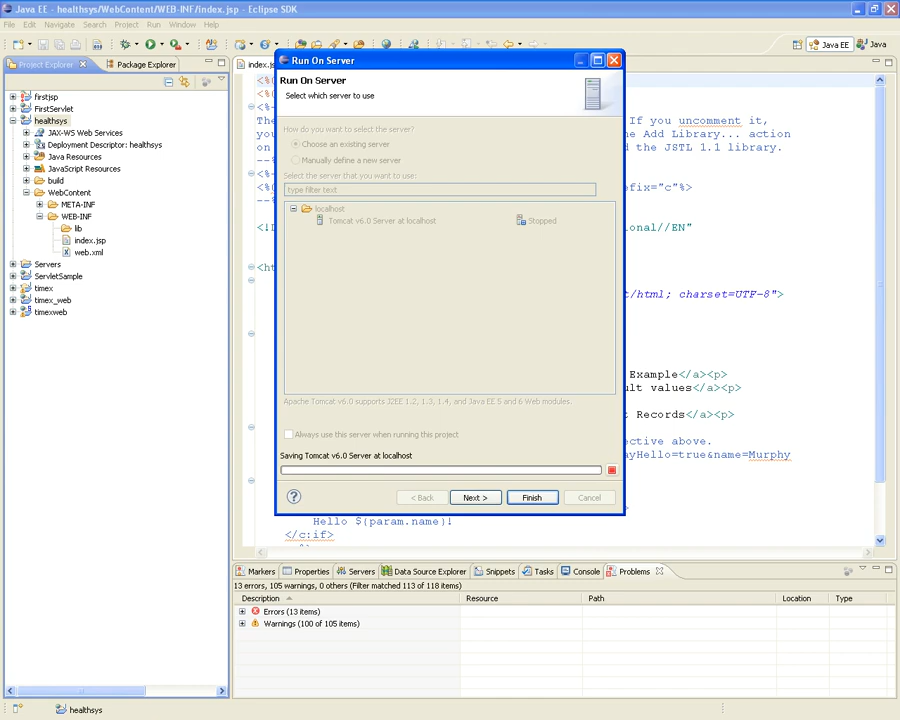 Java EE - healthsys/WebContent/WEB-INF/index.jsp - Eclipse SDK
File Edit Navigate Search Project Run Window Help
Java EE
Java
Project Explorer
Package Explorer
firstjsp
FirstServlet
healthsys
JAX-WS Web Services
Deployment Descriptor: healthsys
Java Resources
JavaScript Resources
build
WebContent
META-INF
WEB-INF
lib
index.jsp
web.xml
Servers
ServletSample
timex
timex_web
timexweb
index.js
<%(
<%(
<%-
The If you uncomment it,
you he Add Library... action
on d the JSTL 1.1 library.
--%
<%-
<%( efix="c"%>
--%
<!D ional//EN"
<ht
t/html; charset=UTF-8">
Example</a><p>
ult values</a><p>
t Records</a><p>
ective above.
ayHello=true&name=Murphy
>
Hello ${param.name}!
</c:if>
Run On Server
Run On Server
Select which server to use
How do you want to select the server?
Choose an existing server
Manually define a new server
Select the server that you want to use:
type filter text
localhost
Tomcat v6.0 Server at localhost Stopped
Apache Tomcat v6.0 supports J2EE 1.2, 1.3, 1.4, and Java EE 5 and 6 Web modules.
Always use this server when running this project
Saving Tomcat v6.0 Server at localhost
? < Back Next > Finish Cancel
Markers Properties Servers Data Source Explorer Snippets Tasks Console Problems
13 errors, 105 warnings, 0 others (Filter matched 113 of 118 items)
Description Resource Path Location Type
Errors (13 items)
Warnings (100 of 105 items)
healthsys